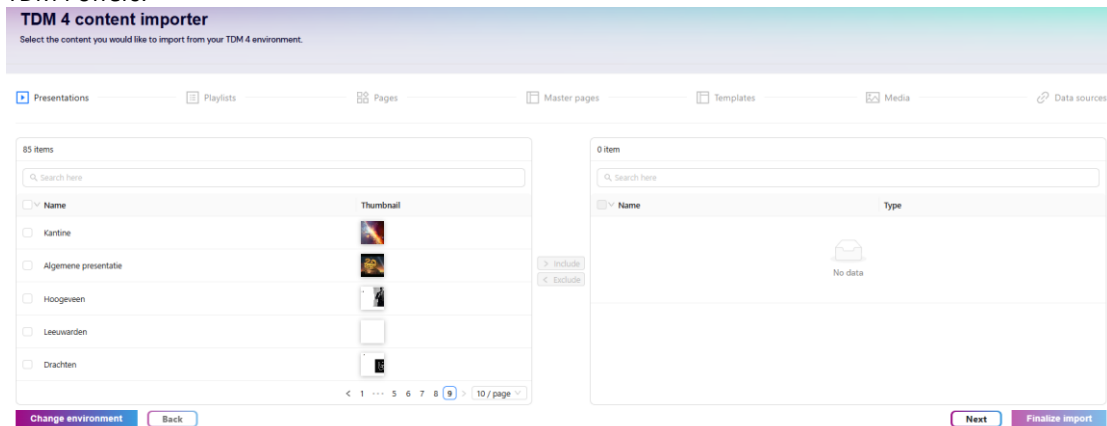 TDM 4 content importer
Select the content you would like to import from your TDM 4 environment.
Presentations Playlists Pages Master pages Templates Media Data sources
85 items 0 item
Search here Search here
Name Thumbnail Name Type
Kantine
Algemene presentatie
> Include
No data
< Exclude
Hoogeveen
Leeuwarden
Drachten
< 1 ••• 5 6 7 8 9 > 10 / page
Change environment Back Next Finalize import